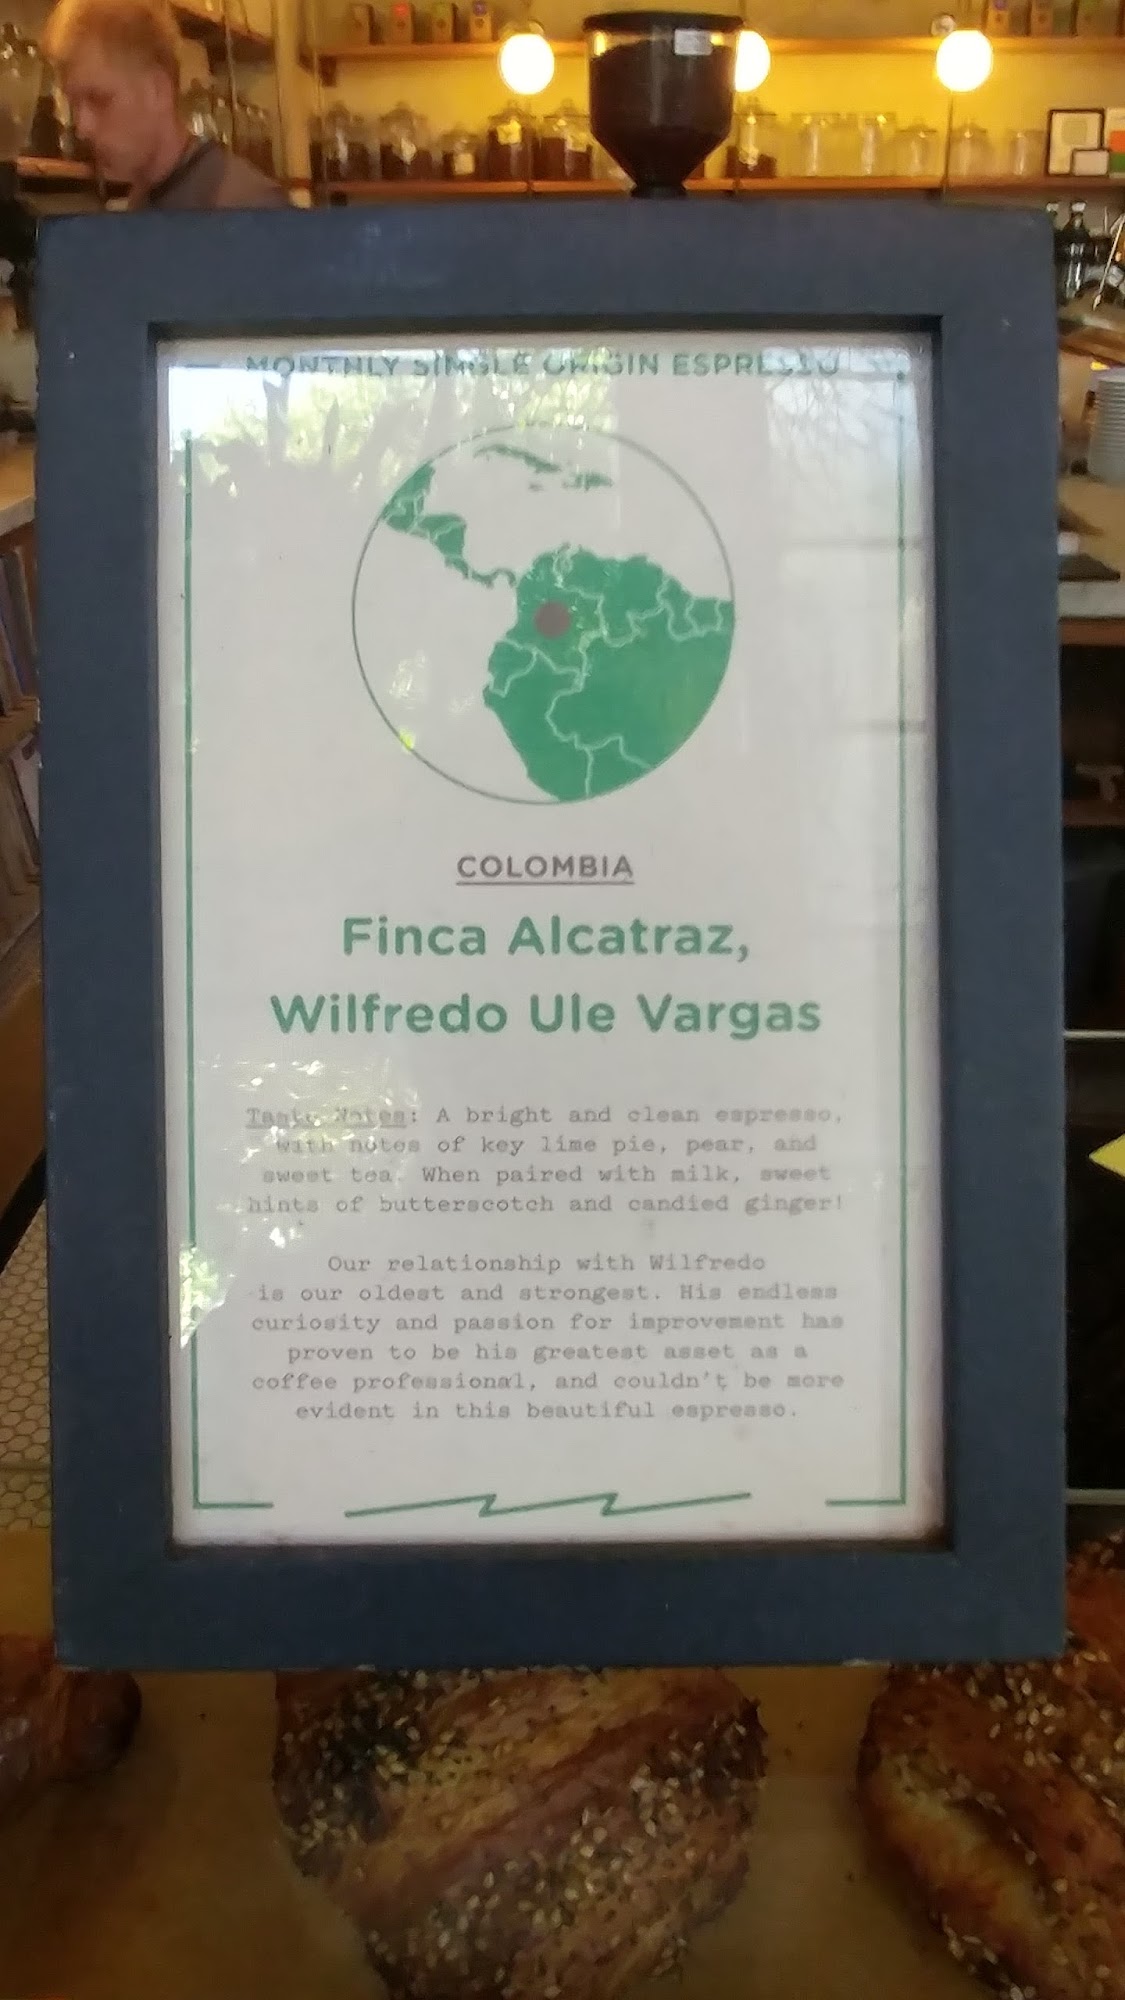 MONTHLY SINGLE ORIGIN ESPRESSO
COLOMBIA
Finca Alcatraz,
Wilfredo Ule Vargas
Taste Notes: A bright and clean espresso,
with notes of key lime pie, pear, and
sweet tea. When paired with milk, sweet
hints of butterscotch and candied ginger!
Our relationship with Wilfredo
is our oldest and strongest. His endless
curiosity and passion for improvement has
proven to be his greatest asset as a
coffee professional, and couldn't be more
evident in this beautiful espresso.